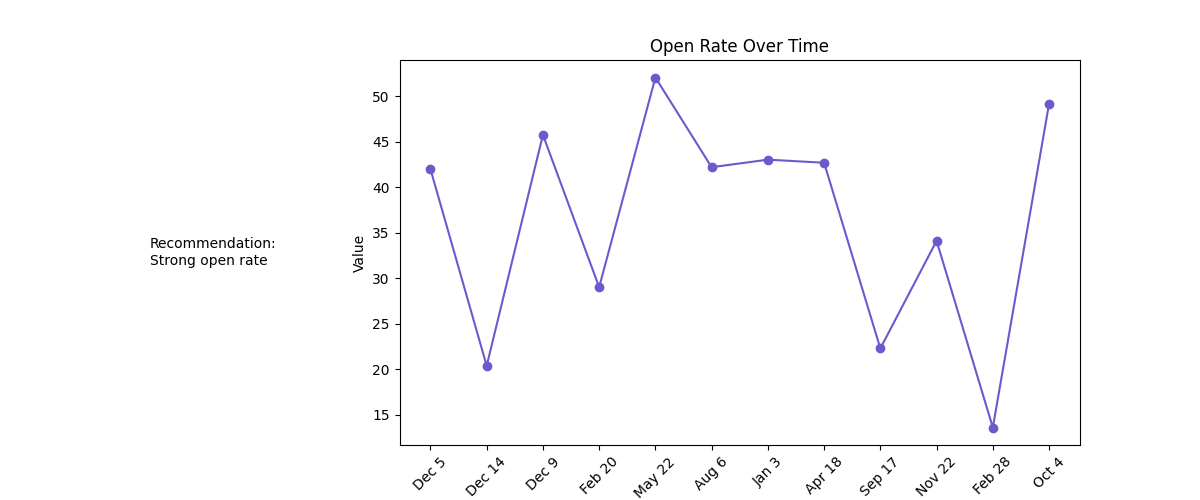 Open Rate Over Time
Recommendation:
Strong open rate
Value
50
45
40
35
30
25
20
15
Dec 5
Dec 14
Dec 9
Feb 20
May 22
Aug 6
Jan 3
Apr 18
Sep 17
Nov 22
Feb 28
Oct 4